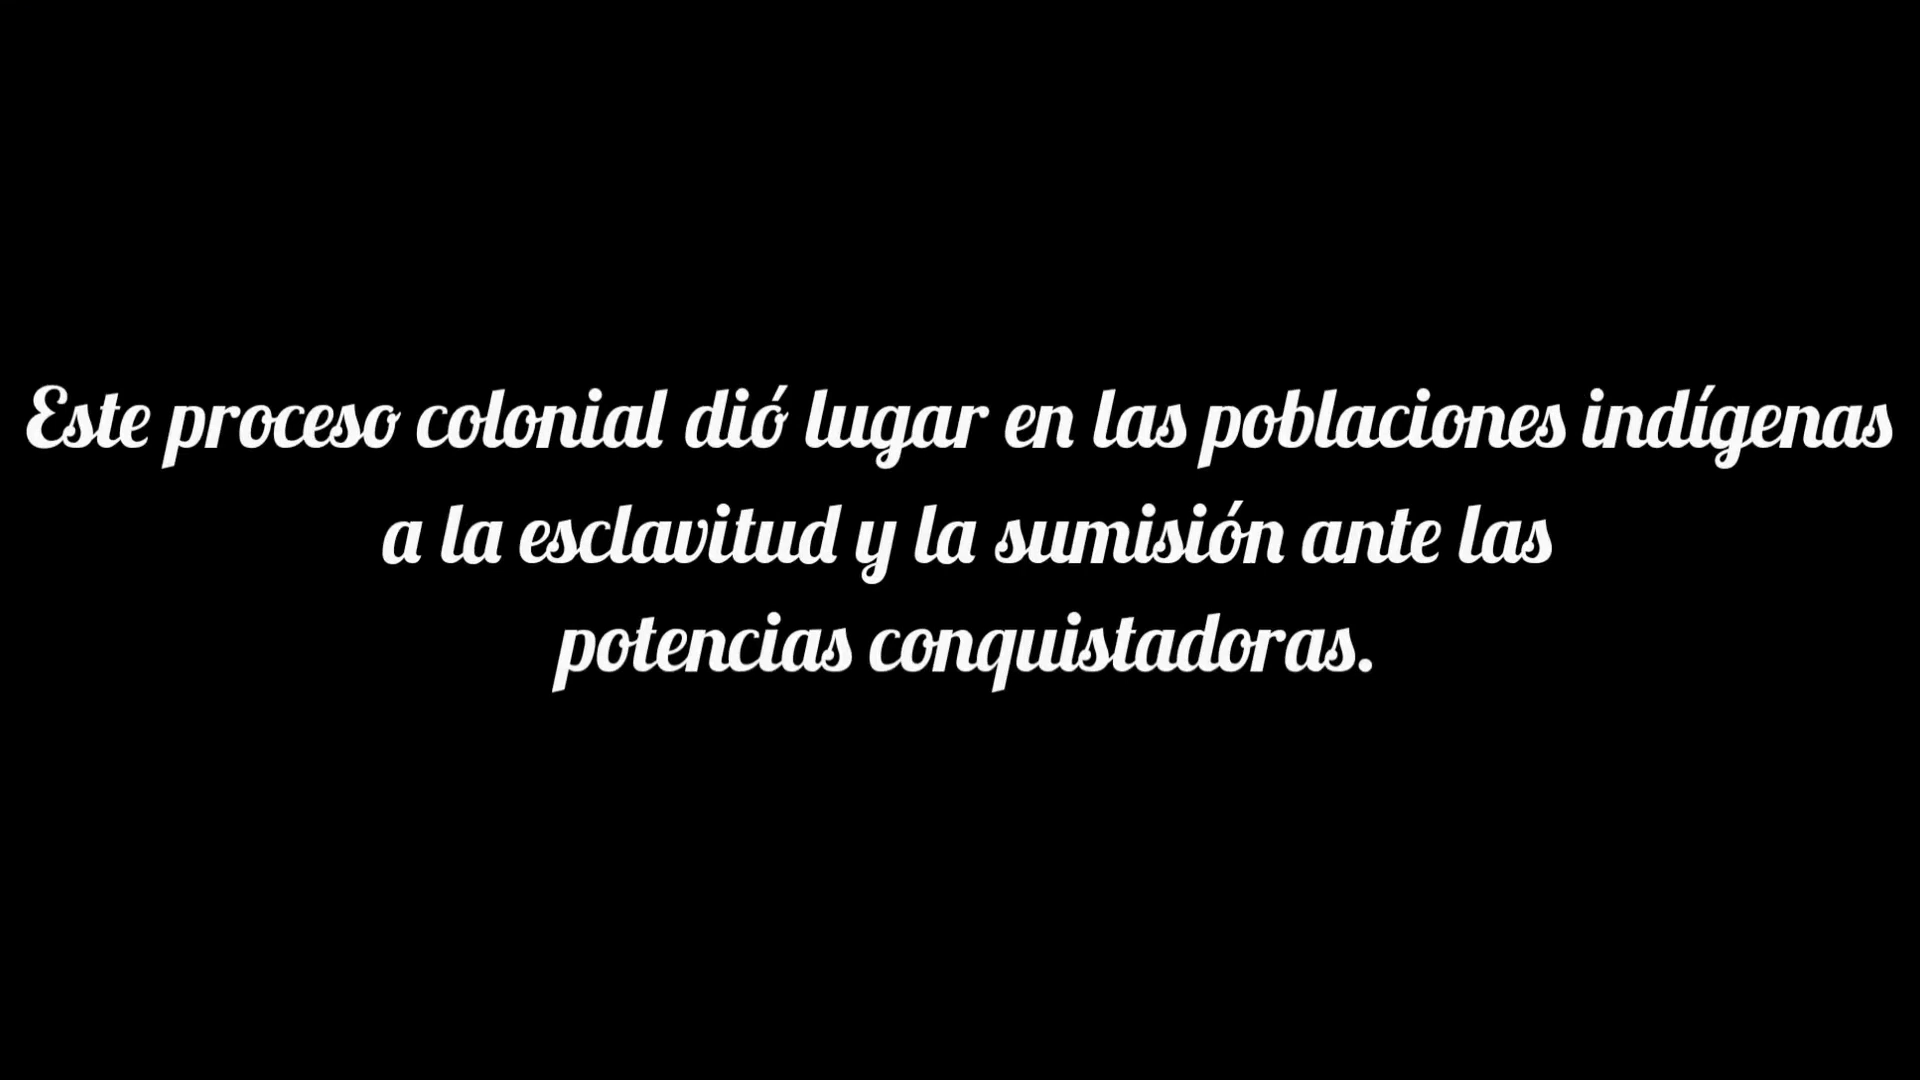 Este proceso colonial dió lugar en las poblaciones indígenas
a la esclavitud y la sumisión ante las
potencias conquistadoras.